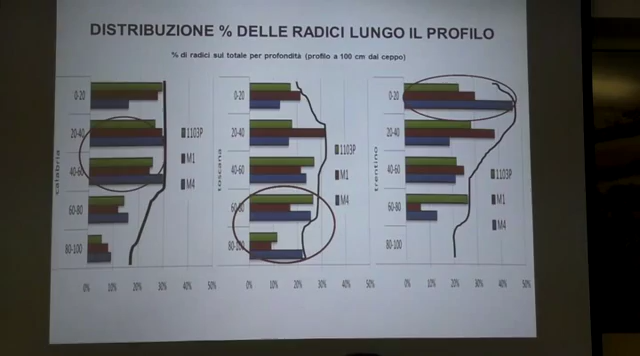 DISTRIBUZIONE % DELLE RADICI LUNGO IL PROFILO
% di radici sul totale per profondità (profilo a 100 cm dal ceppo)
calabria
0-20
20-40
40-60
60-80
80-100
1103P
M1
M4
0% 10% 20% 30% 40% 50%
toscana
0-20
20-40
40-60
60-80
80-100
1103P
M1
M4
0% 10% 20% 30% 40% 50%
trentino
0-20
20-40
40-60
60-80
80-100
1103P
M1
M4
0% 10% 20% 30% 40% 50%